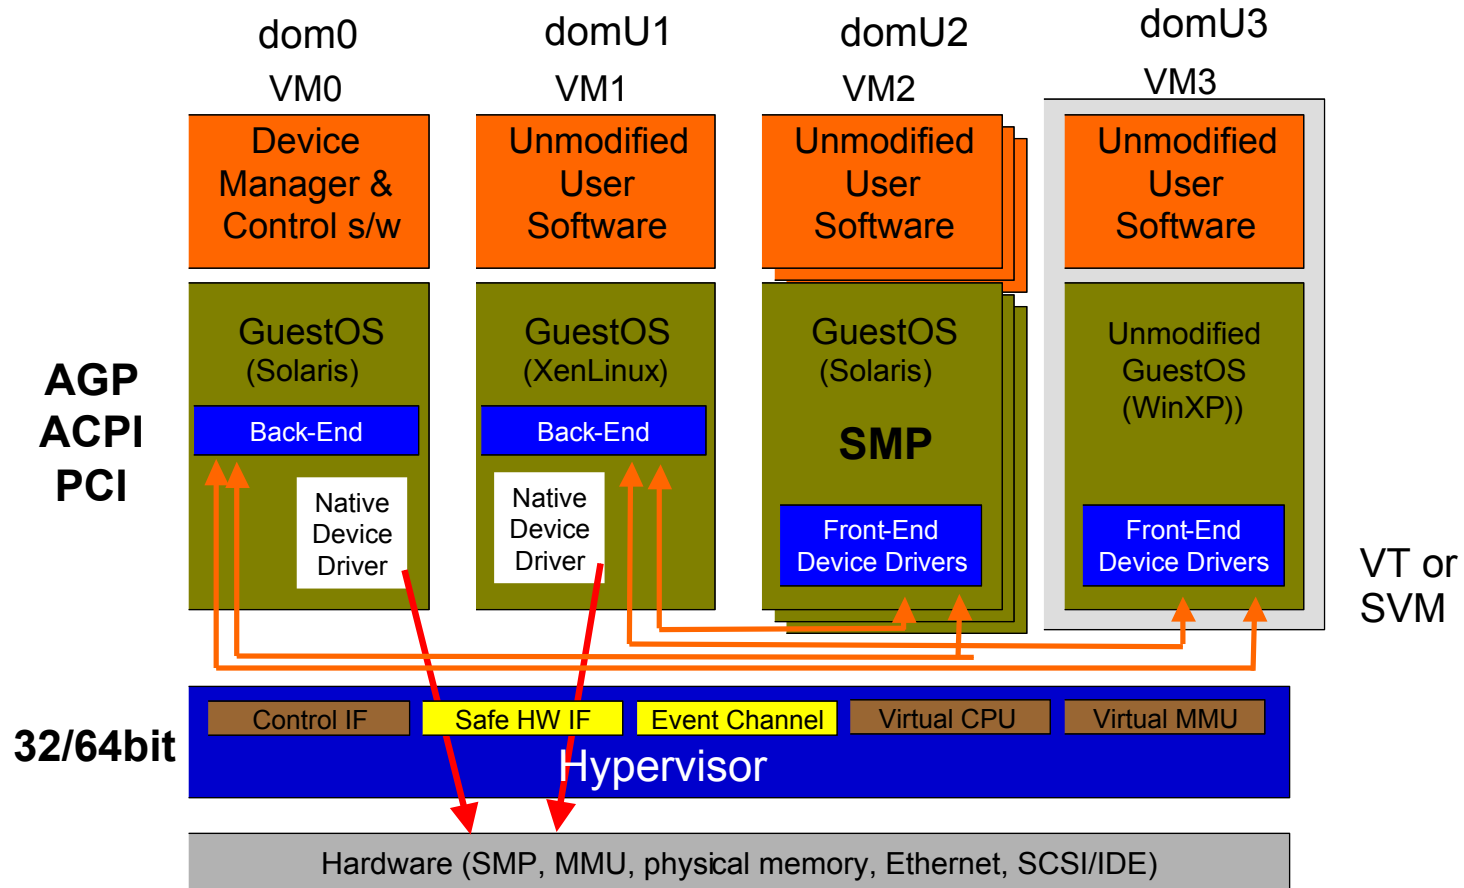 dom0
domU1
domU2
domU3
VM0
VM1
VM2
VM3
Device
Manager &
Control s/w
Unmodified
User
Software
Unmodified
User
Software
Unmodified
User
Software
AGP
ACPI
PCI
GuestOS
(Solaris)
Back-End
Native
Device
Driver
GuestOS
(XenLinux)
Back-End
Native
Device
Driver
GuestOS
(Solaris)
SMP
Front-End
Device Drivers
Unmodified
GuestOS
(WinXP))
Front-End
Device Drivers
VT or
SVM
32/64bit
Control IF
Safe HW IF
Event Channel
Virtual CPU
Virtual MMU
Hypervisor
Hardware (SMP, MMU, physical memory, Ethernet, SCSI/IDE)